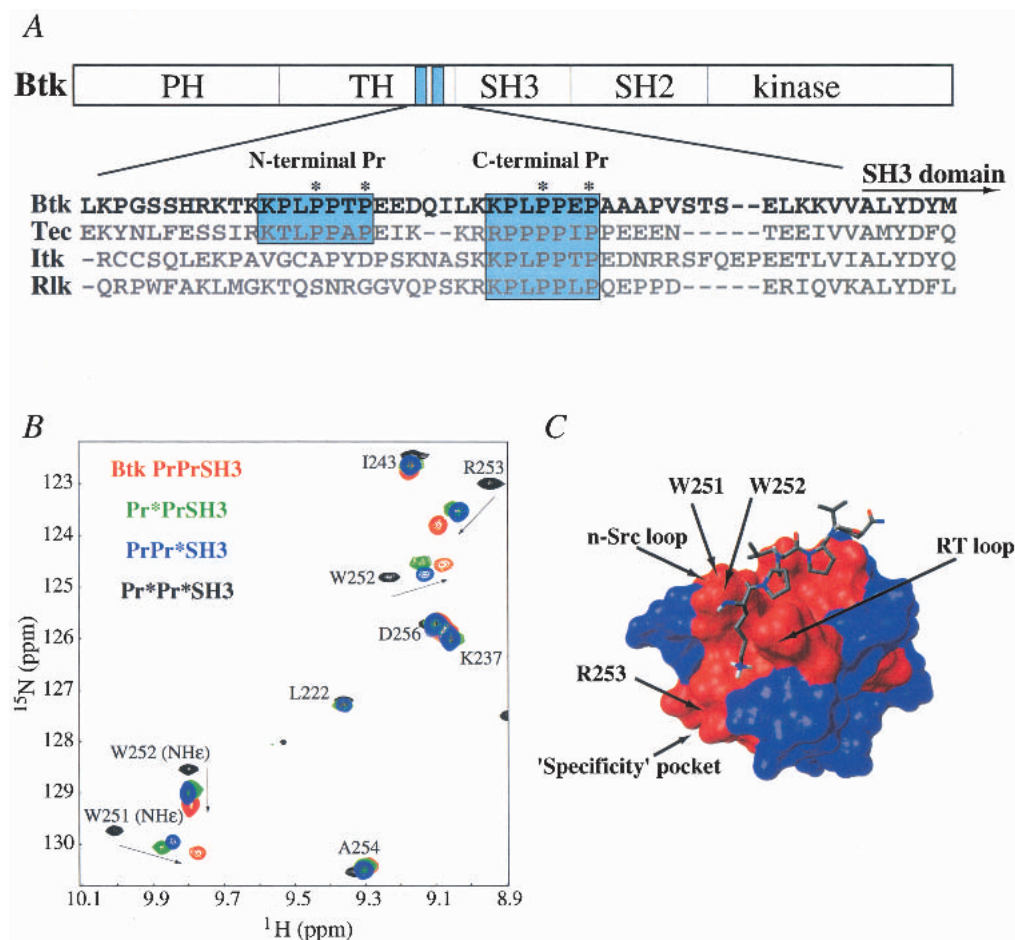 A
Btk PH TH SH3 SH2 kinase
N-terminal Pr C-terminal Pr SH3 domain
* * * *
Btk LKPGSSHRKTKKPLPPTPEEDQILKKPLPPEPAAAPVSTS--ELKKVVALYDYM
Tec EKYNLFESSIRKTLPPAPEIK--KRRPPPPIPPEEEN-----TEEIVVAMYDFQ
Itk -RCCSQLEKPAVGCAPYDPSKNASKKPLPPTPEDNRRSFQEPEETLVIALYDYQ
Rlk -QRPWFAKLMGKTQSNRGGVQPSKRKPLPPLPQEPPD-----ERIQVKALYDFL
B
Btk PrPrSH3
Pr*PrSH3
PrPr*SH3
Pr*Pr*SH3
I243
R253
W252
D256
K237
L222
W252 (NHε)
W251 (NHε)
A254
123
124
125
126
127
128
129
130
15N (ppm)
10.1 9.9 9.7 9.5 9.3 9.1 8.9
1H (ppm)
C
W251 W252
n-Src loop
RT loop
R253
'Specificity' pocket